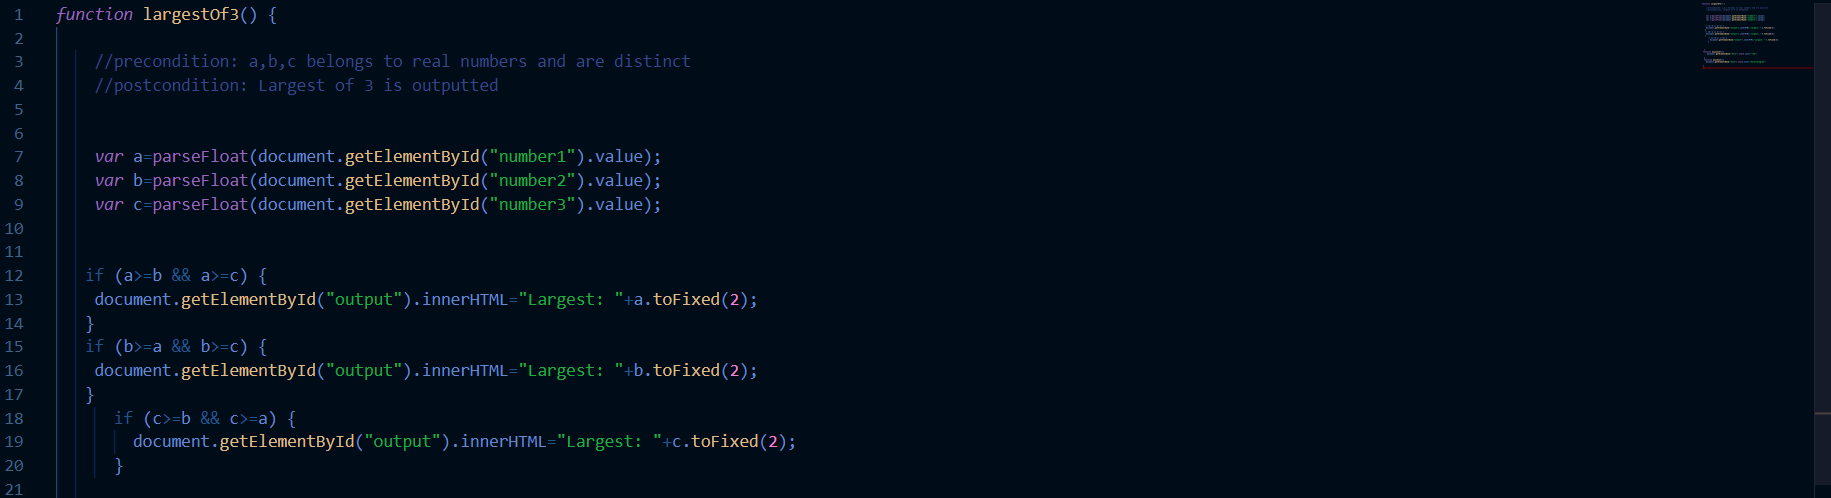 1 function largestOf3() {
2
3 //precondition: a,b,c belongs to real numbers and are distinct
4 //postcondition: Largest of 3 is outputted
5
6
7 var a=parseFloat(document.getElementById("number1").value);
8 var b=parseFloat(document.getElementById("number2").value);
9 var c=parseFloat(document.getElementById("number3").value);
10
11
12 if (a>=b && a>=c) {
13 document.getElementById("output").innerHTML="Largest: "+a.toFixed(2);
14 }
15 if (b>=a && b>=c) {
16 document.getElementById("output").innerHTML="Largest: "+b.toFixed(2);
17 }
18 if (c>=b && c>=a) {
19 document.getElementById("output").innerHTML="Largest: "+c.toFixed(2);
20 }
21